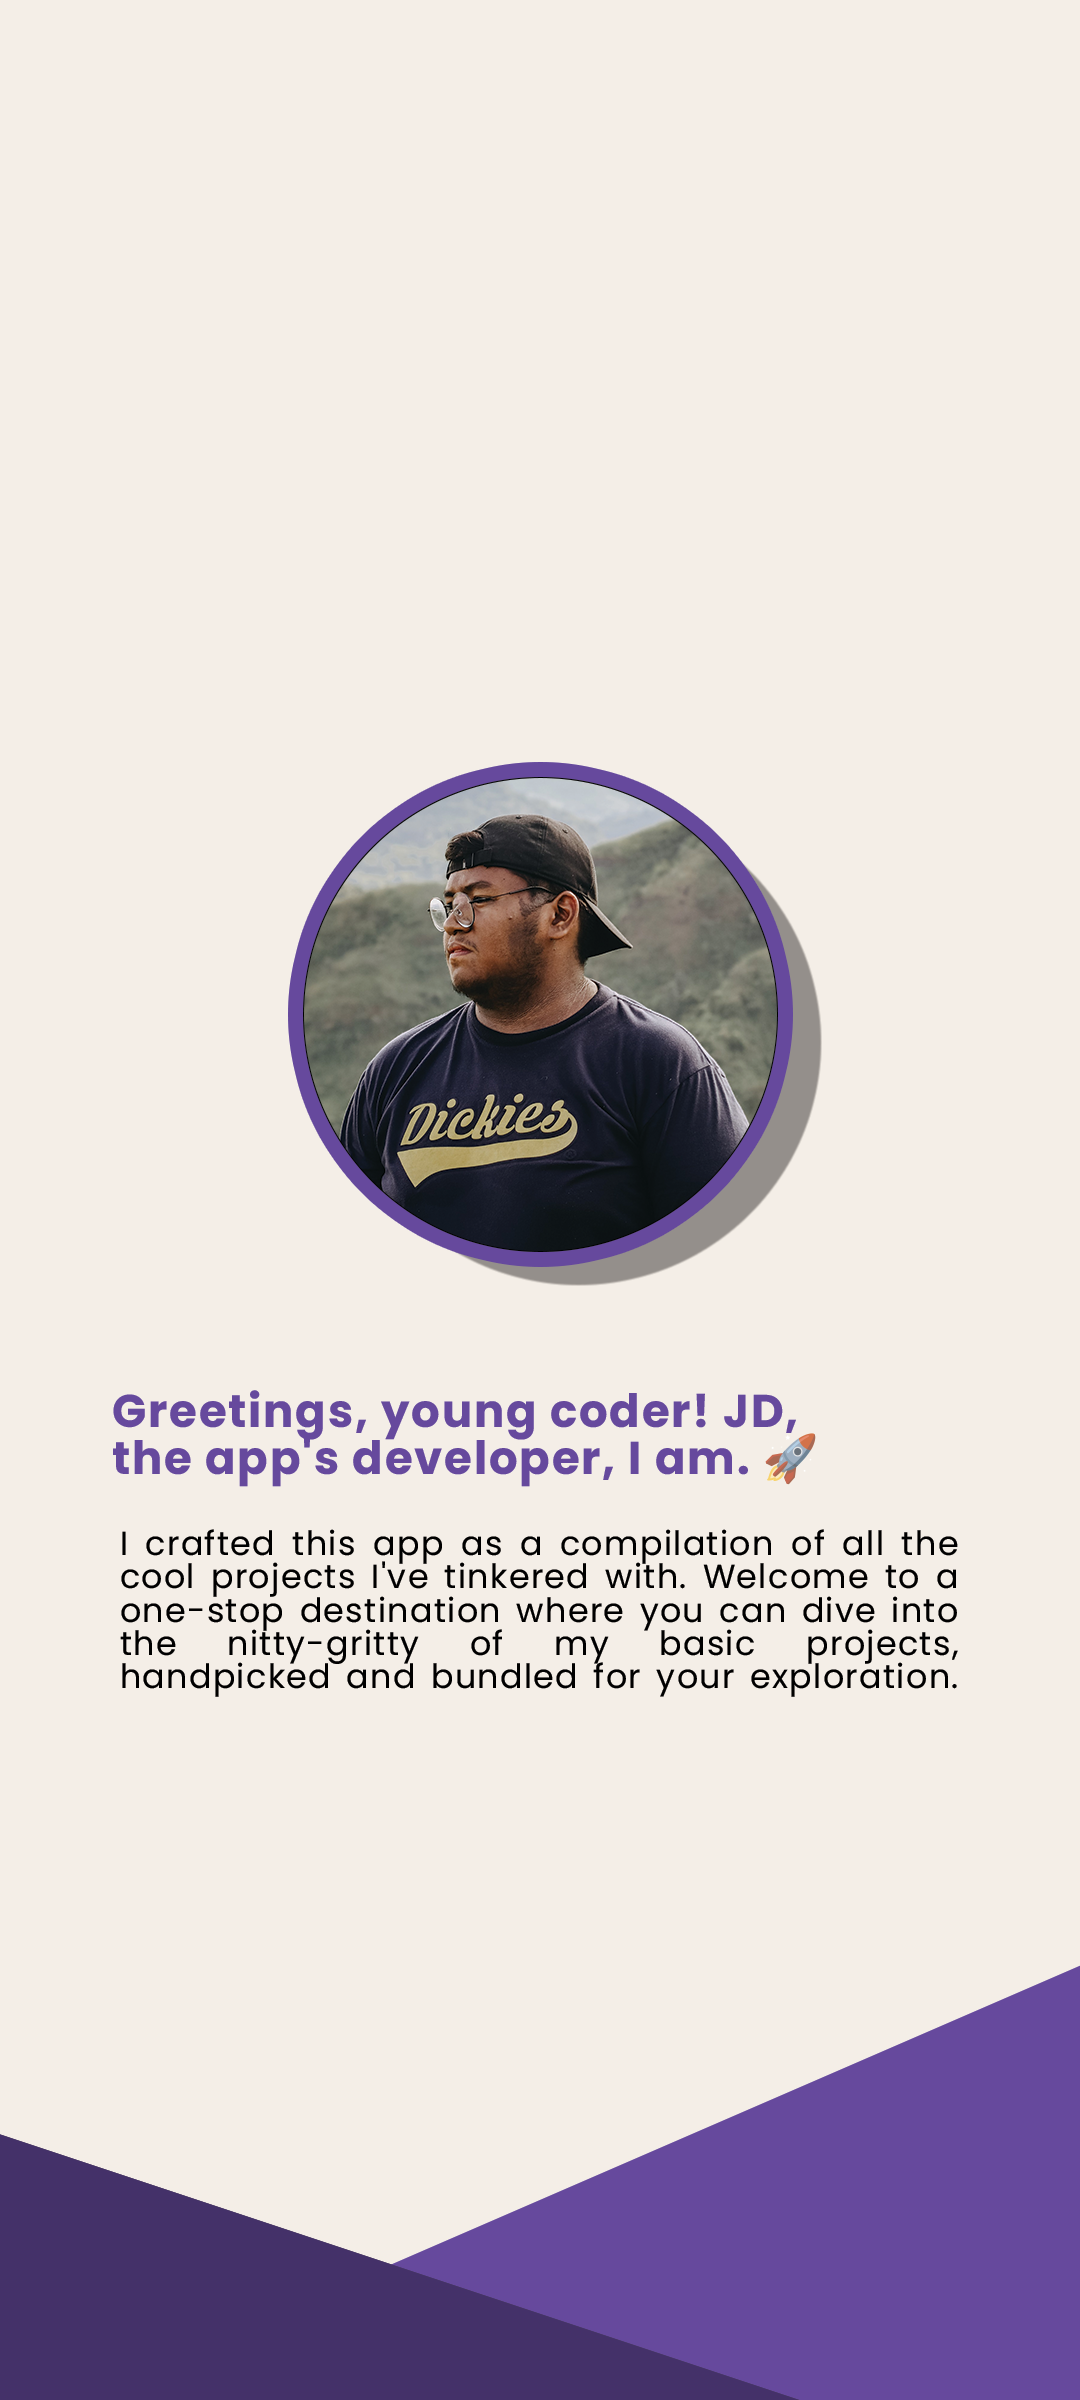 Dickies
Greetings, young coder! JD,
the app's developer, I am. 🚀
I crafted this app as a compilation of all the
cool projects I've tinkered with. Welcome to a
one-stop destination where you can dive into
the nitty-gritty of my basic projects,
handpicked and bundled for your exploration.